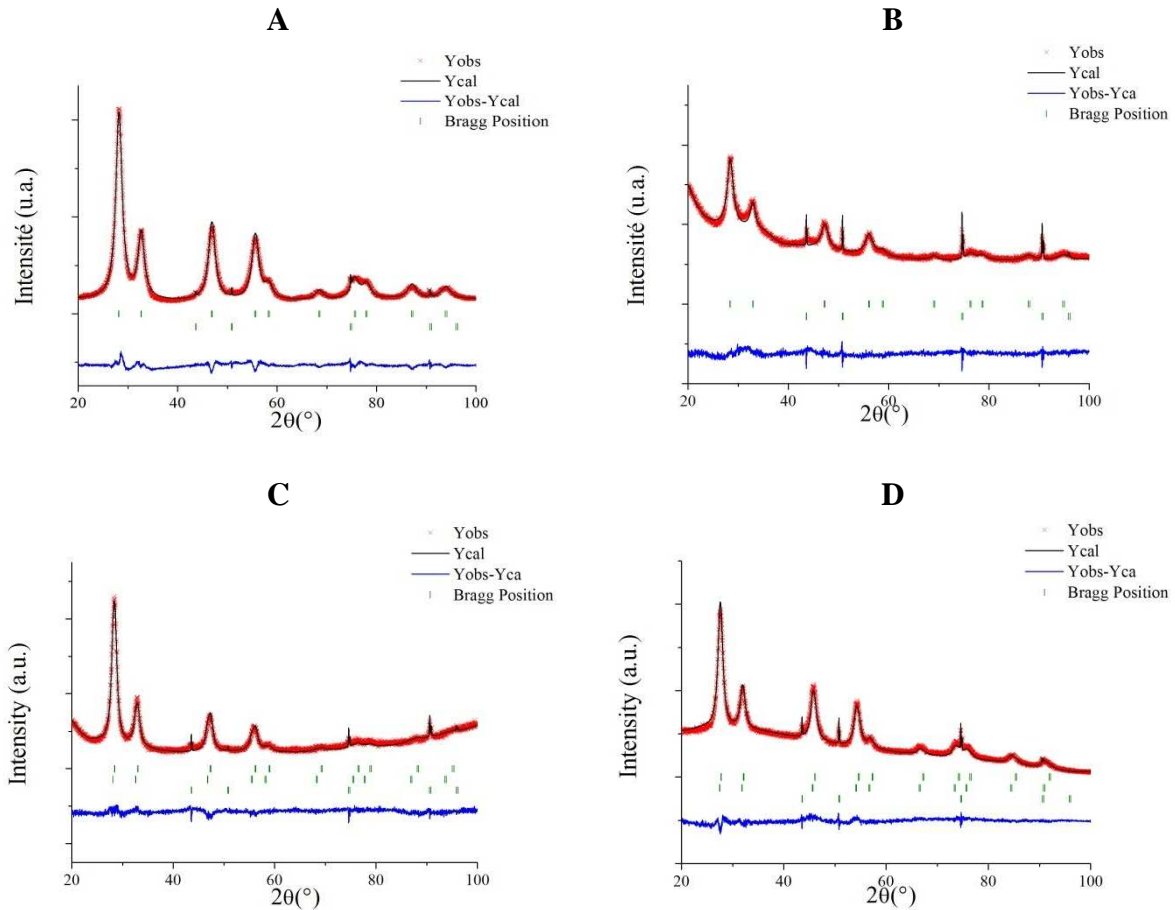 A
Yobs
Ycal
Yobs-Ycal
Bragg Position
Intensité (u.a.)
20 40 60 80 100
2θ(°)
B
Yobs
Ycal
Yobs-Yca
Bragg Position
Intensité (u.a.)
20 40 60 80 100
2θ(°)
C
Yobs
Ycal
Yobs-Yca
Bragg Position
Intensity (a.u.)
20 40 60 80 100
2θ(°)
D
Yobs
Ycal
Yobs-Yca
Bragg Position
Intensity (a.u.)
20 40 60 80 100
2θ(°)